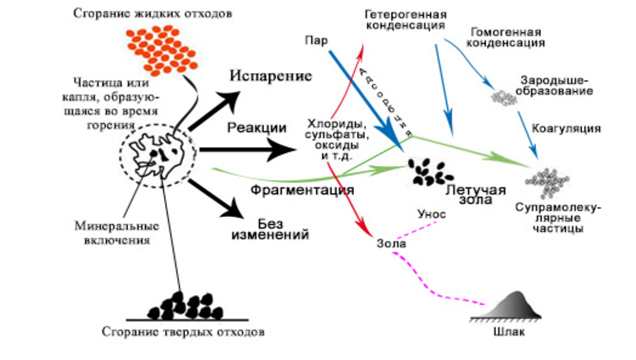 Сгорание жидких отходов
Частица или
капля, образую-
щаяся во время
горения
Минеральные
включения
Сгорание твердых отходов
Испарение
Реакции
Фрагментация
Без
изменений
Пар
Адсорбция
Хлориды,
сульфаты,
оксиды
и т.д.
Гетерогенная
конденсация
Гомогенная
конденсация
Зародыше-
образование
Коагуляция
Супрамолеку-
лярные
частицы
Летучая
зола
Унос
Зола
Шлак